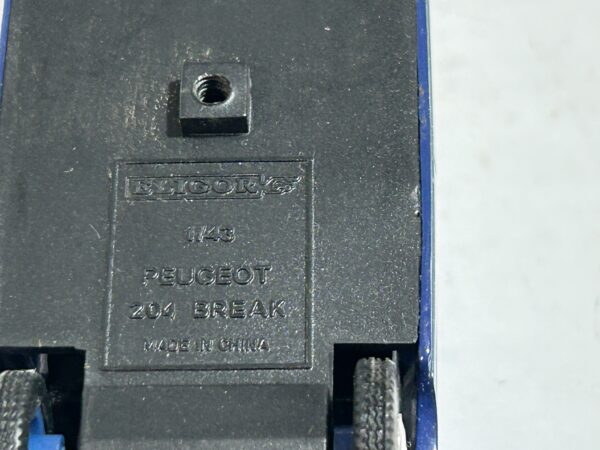 ELIGOR
1/43
PEUGEOT
204 BREAK
MADE IN CHINA